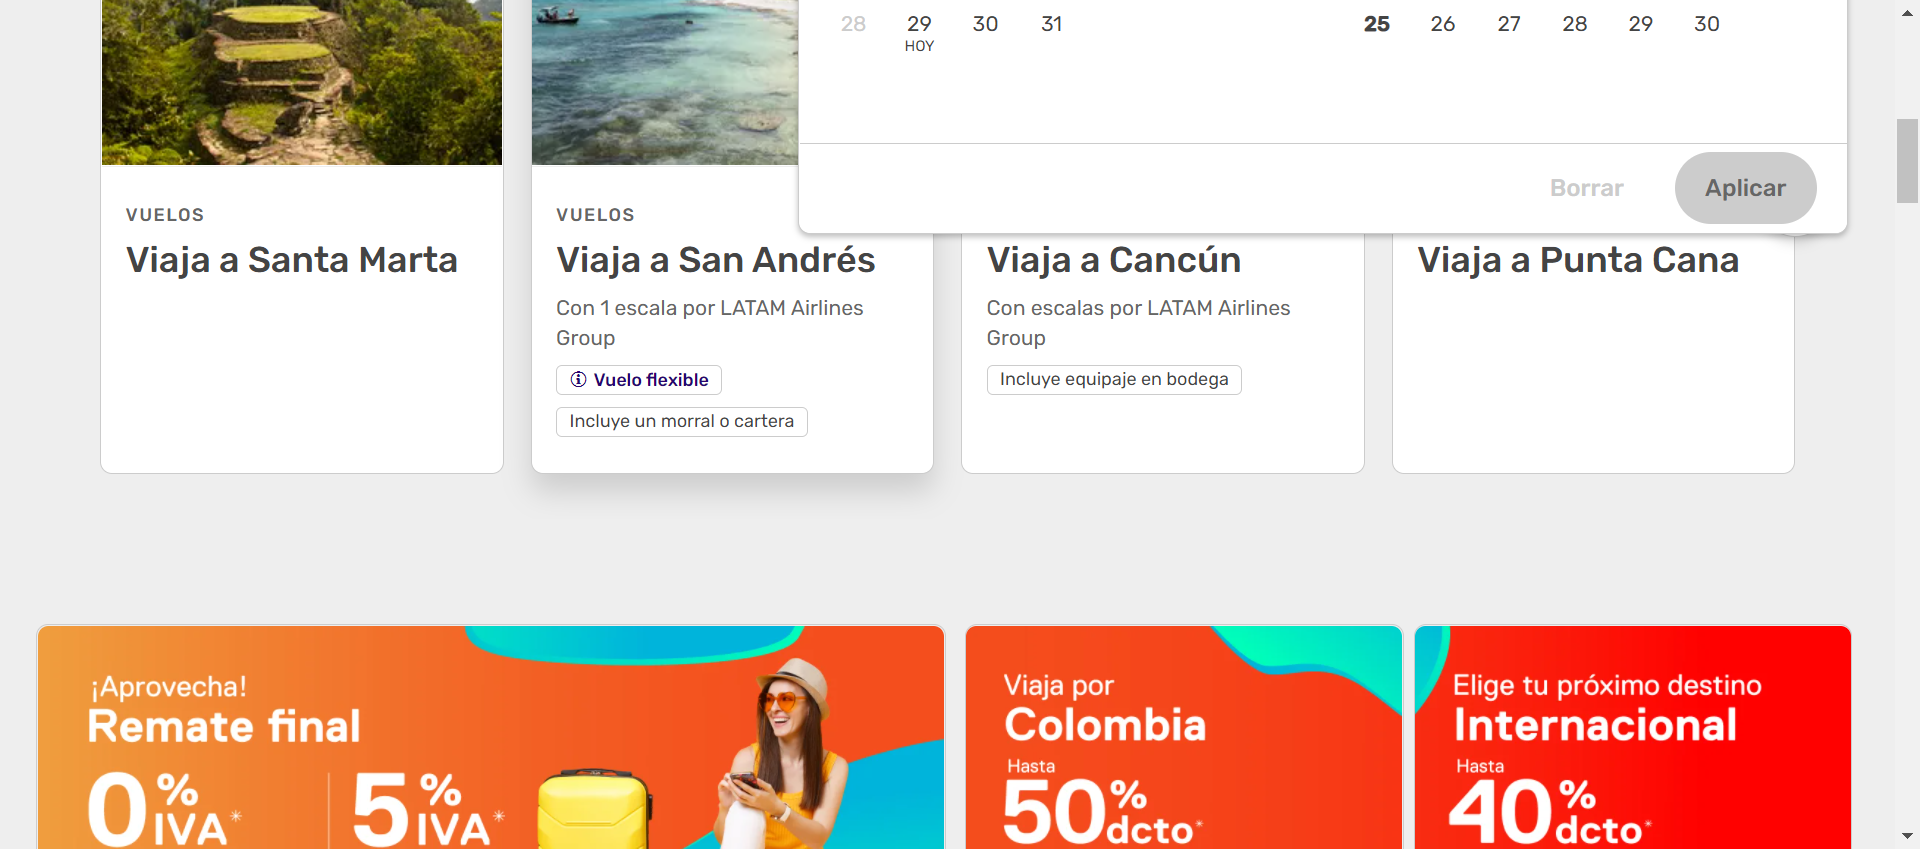 28 29 30 31 25 26 27 28 29 30
HOY
Borrar Aplicar
VUELOS
Viaja a Santa Marta
VUELOS
Viaja a San Andrés
Con 1 escala por LATAM Airlines
Group
Vuelo flexible
Incluye un morral o cartera
Viaja a Cancún
Con escalas por LATAM Airlines
Group
Incluye equipaje en bodega
Viaja a Punta Cana
¡Aprovecha!
Remate final
0% IVA* 5% IVA*
Viaja por
Colombia
Hasta
50% dcto*
Elige tu próximo destino
Internacional
Hasta
40% dcto*